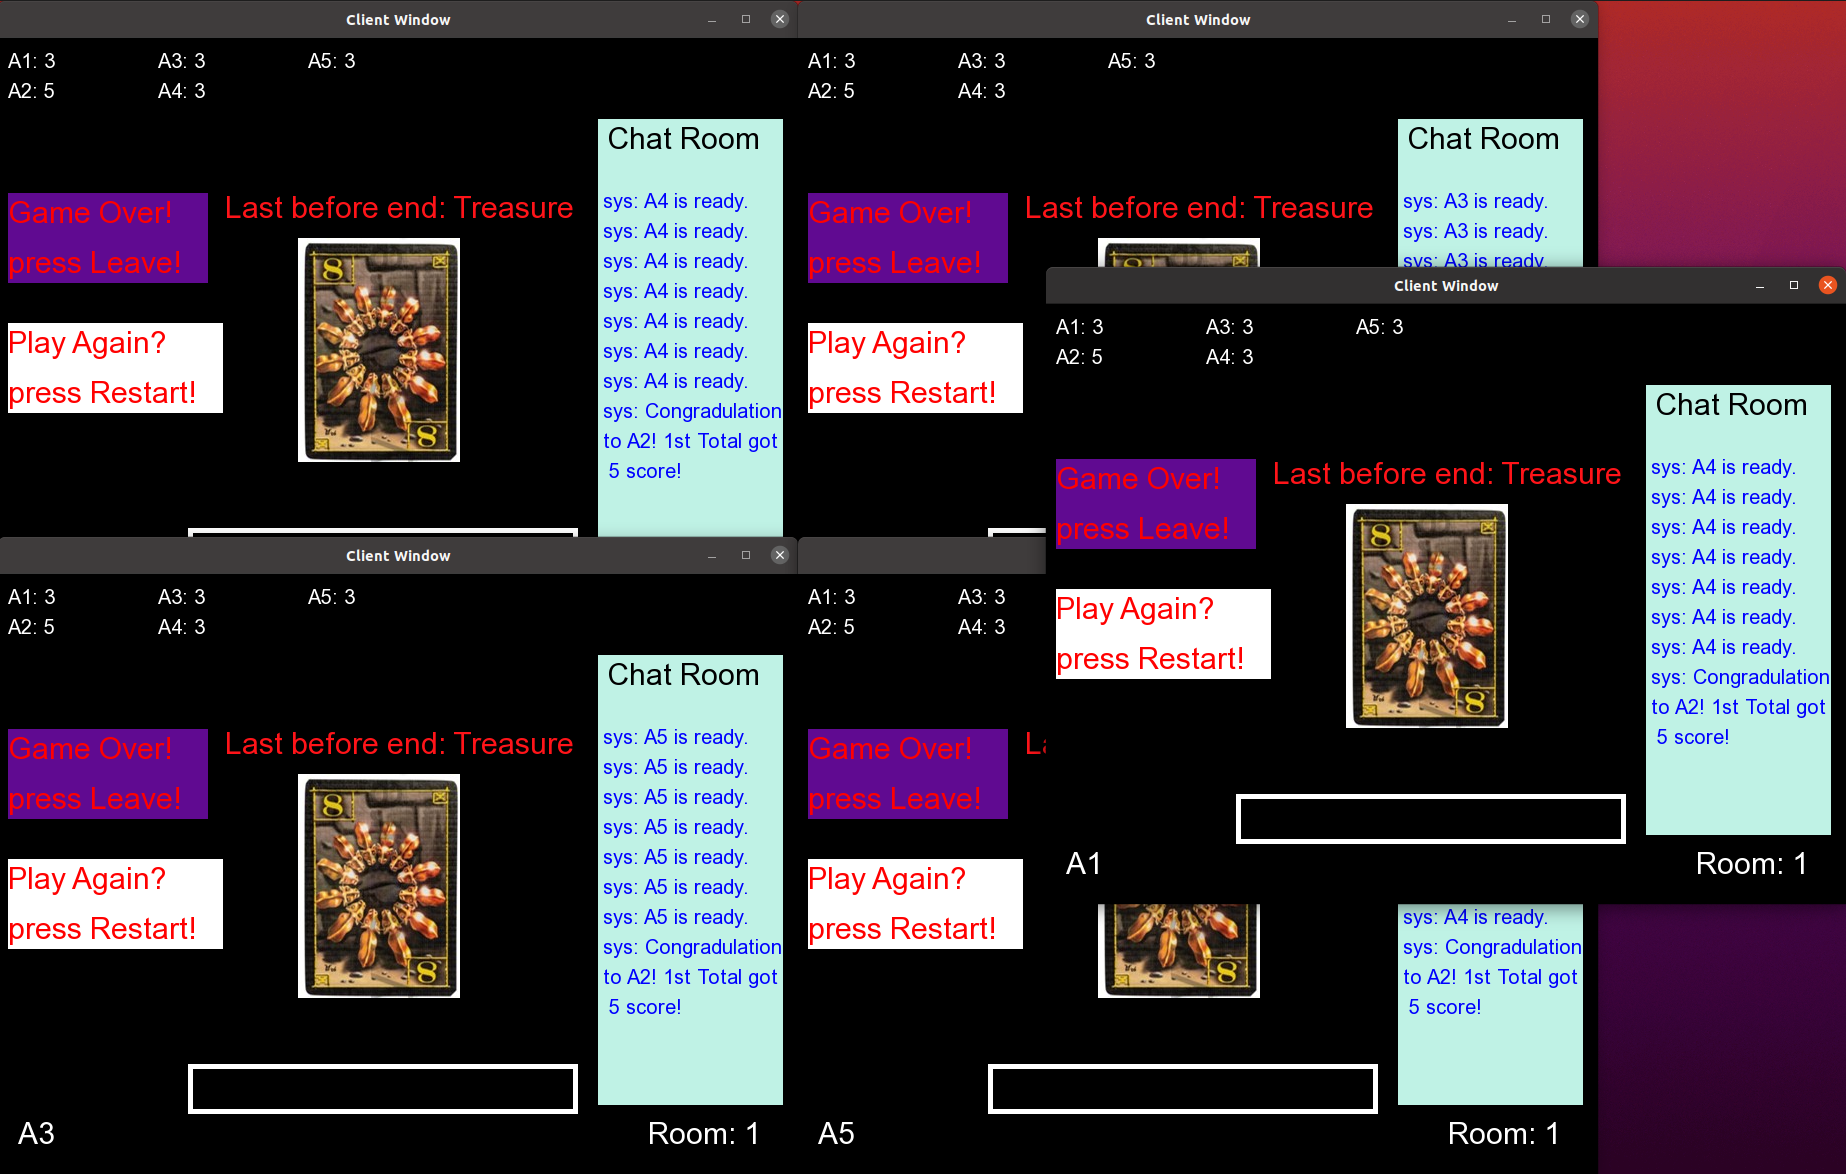 Client Window
A1: 3 A3: 3 A5: 3
A2: 5 A4: 3
Chat Room
Game Over!
press Leave!
Last before end: Treasure
Play Again?
press Restart!
8
8
sys: A4 is ready.
sys: A4 is ready.
sys: A4 is ready.
sys: A4 is ready.
sys: A4 is ready.
sys: A4 is ready.
sys: A4 is ready.
sys: Congradulation
to A2! 1st Total got
5 score!
Client Window
A1: 3 A3: 3 A5: 3
A2: 5 A4: 3
Chat Room
Game Over!
press Leave!
Last before end: Treasure
Play Again?
press Restart!
sys: A3 is ready.
sys: A3 is ready.
sys: A3 is ready.
Client Window
A1: 3 A3: 3 A5: 3
A2: 5 A4: 3
Chat Room
Game Over!
press Leave!
Last before end: Treasure
Play Again?
press Restart!
8
8
sys: A4 is ready.
sys: A4 is ready.
sys: A4 is ready.
sys: A4 is ready.
sys: A4 is ready.
sys: A4 is ready.
sys: A4 is ready.
sys: Congradulation
to A2! 1st Total got
5 score!
A1
Room: 1
Client Window
A1: 3 A3: 3 A5: 3
A2: 5 A4: 3
Chat Room
Game Over!
press Leave!
Last before end: Treasure
Play Again?
press Restart!
8
8
sys: A5 is ready.
sys: A5 is ready.
sys: A5 is ready.
sys: A5 is ready.
sys: A5 is ready.
sys: A5 is ready.
sys: A5 is ready.
sys: Congradulation
to A2! 1st Total got
5 score!
A3
Room: 1
A1: 3 A3: 3
A2: 5 A4: 3
Game Over!
press Leave!
Play Again?
press Restart!
8
sys: A4 is ready.
sys: Congradulation
to A2! 1st Total got
5 score!
A5
Room: 1